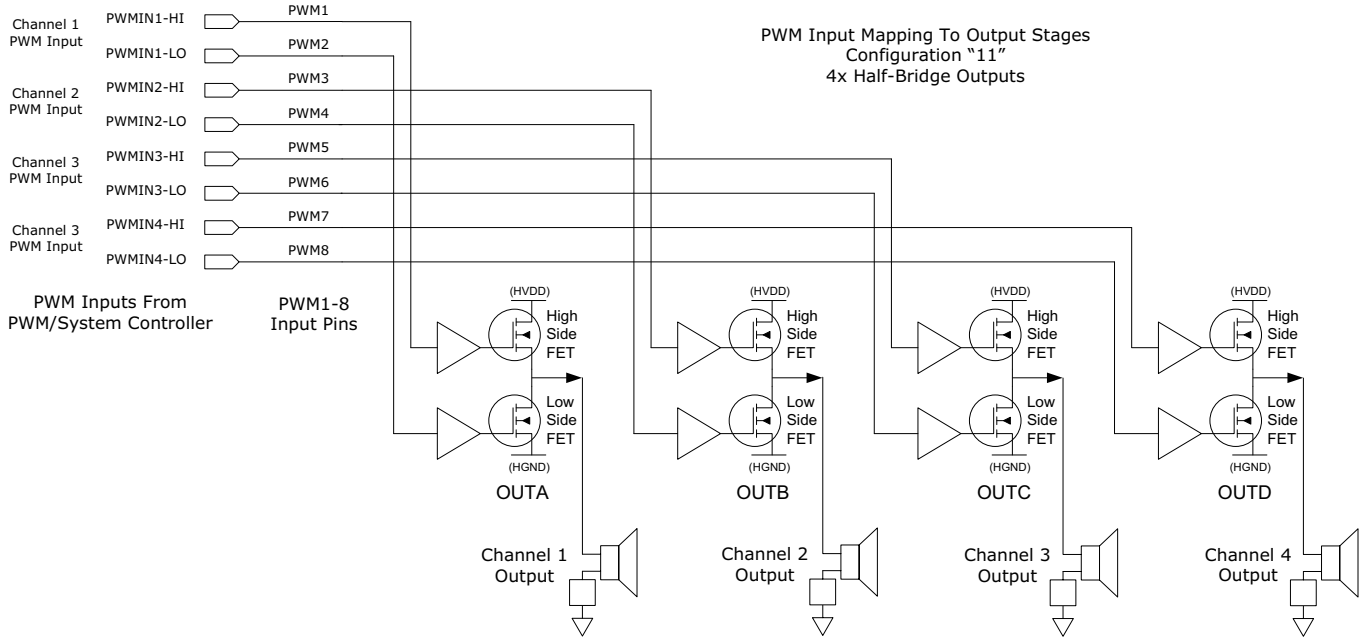 PWM Input Mapping To Output Stages
Configuration “11”
4x Half-Bridge Outputs
Channel 1
PWM Input
PWMIN1-HI
PWM1
PWMIN1-LO
PWM2
Channel 2
PWM Input
PWMIN2-HI
PWM3
PWMIN2-LO
PWM4
Channel 3
PWM Input
PWMIN3-HI
PWM5
PWMIN3-LO
PWM6
Channel 3
PWM Input
PWMIN4-HI
PWM7
PWMIN4-LO
PWM8
PWM Inputs From
PWM/System Controller
PWM1-8
Input Pins
(HVDD)
High
Side
FET
Low
Side
FET
(HGND)
OUTA
Channel 1
Output
(HVDD)
High
Side
FET
Low
Side
FET
(HGND)
OUTB
Channel 2
Output
(HVDD)
High
Side
FET
Low
Side
FET
(HGND)
OUTC
Channel 3
Output
(HVDD)
High
Side
FET
Low
Side
FET
(HGND)
OUTD
Channel 4
Output